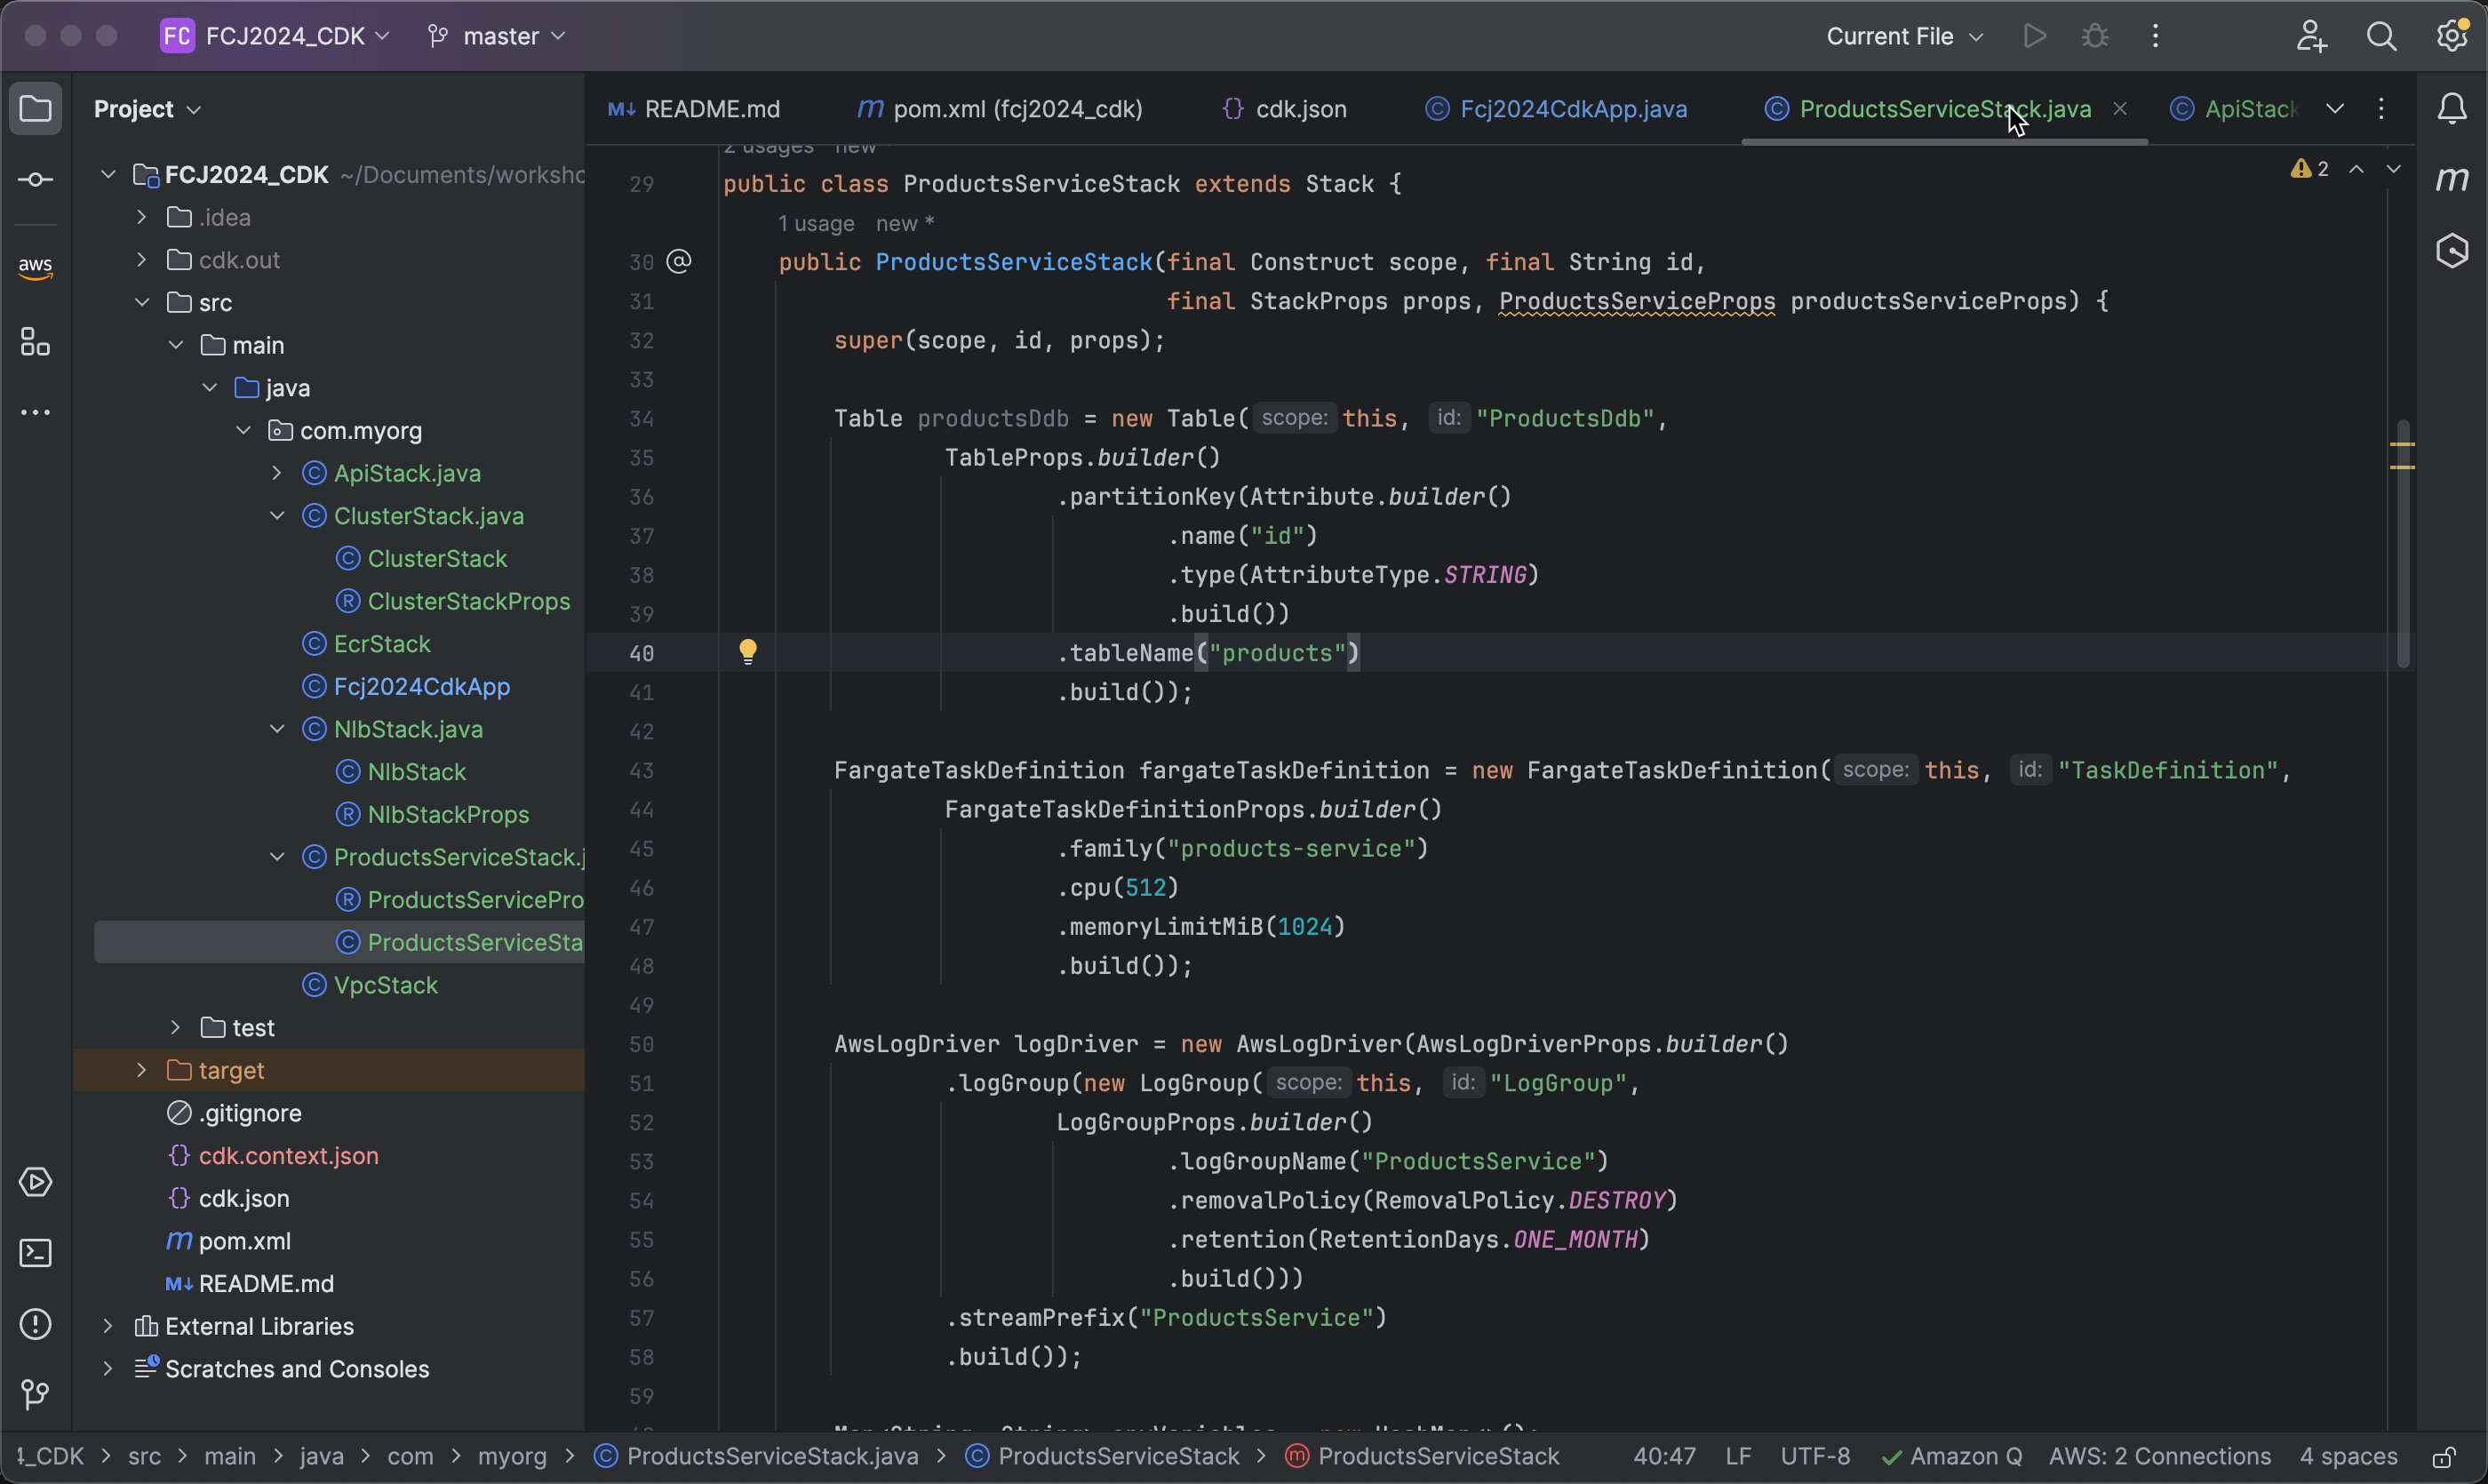 FC FCJ2024_CDK master
Current File
Project
README.md pom.xml (fcj2024_cdk) cdk.json Fcj2024CdkApp.java ProductsServiceStack.java ApiStack
FCJ2024_CDK ~/Documents/worksho
.idea
cdk.out
src
main
java
com.myorg
ApiStack.java
ClusterStack.java
ClusterStack
ClusterStackProps
EcrStack
Fcj2024CdkApp
NlbStack.java
NlbStack
NlbStackProps
ProductsServiceStack.j
ProductsServicePro
ProductsServiceSta
VpcStack
test
target
.gitignore
cdk.context.json
cdk.json
pom.xml
README.md
External Libraries
Scratches and Consoles
aws
2 usages new
2
29 public class ProductsServiceStack extends Stack {
1 usage new *
30 public ProductsServiceStack(final Construct scope, final String id,
31 final StackProps props, ProductsServiceProps productsServiceProps) {
32 super(scope, id, props);
33
34 Table productsDdb = new Table( scope: this, id: "ProductsDdb",
35 TableProps.builder()
36 .partitionKey(Attribute.builder()
37 .name("id")
38 .type(AttributeType.STRING)
39 .build())
40 .tableName("products")
41 .build());
42
43 FargateTaskDefinition fargateTaskDefinition = new FargateTaskDefinition( scope: this, id: "TaskDefinition",
44 FargateTaskDefinitionProps.builder()
45 .family("products-service")
46 .cpu(512)
47 .memoryLimitMiB(1024)
48 .build());
49
50 AwsLogDriver logDriver = new AwsLogDriver(AwsLogDriverProps.builder()
51 .logGroup(new LogGroup( scope: this, id: "LogGroup",
52 LogGroupProps.builder()
53 .logGroupName("ProductsService")
54 .removalPolicy(RemovalPolicy.DESTROY)
55 .retention(RetentionDays.ONE_MONTH)
56 .build()))
57 .streamPrefix("ProductsService")
58 .build());
59
_CDK > src > main > java > com > myorg > ProductsServiceStack.java > ProductsServiceStack > ProductsServiceStack 40:47 LF UTF-8 Amazon Q AWS: 2 Connections 4 spaces